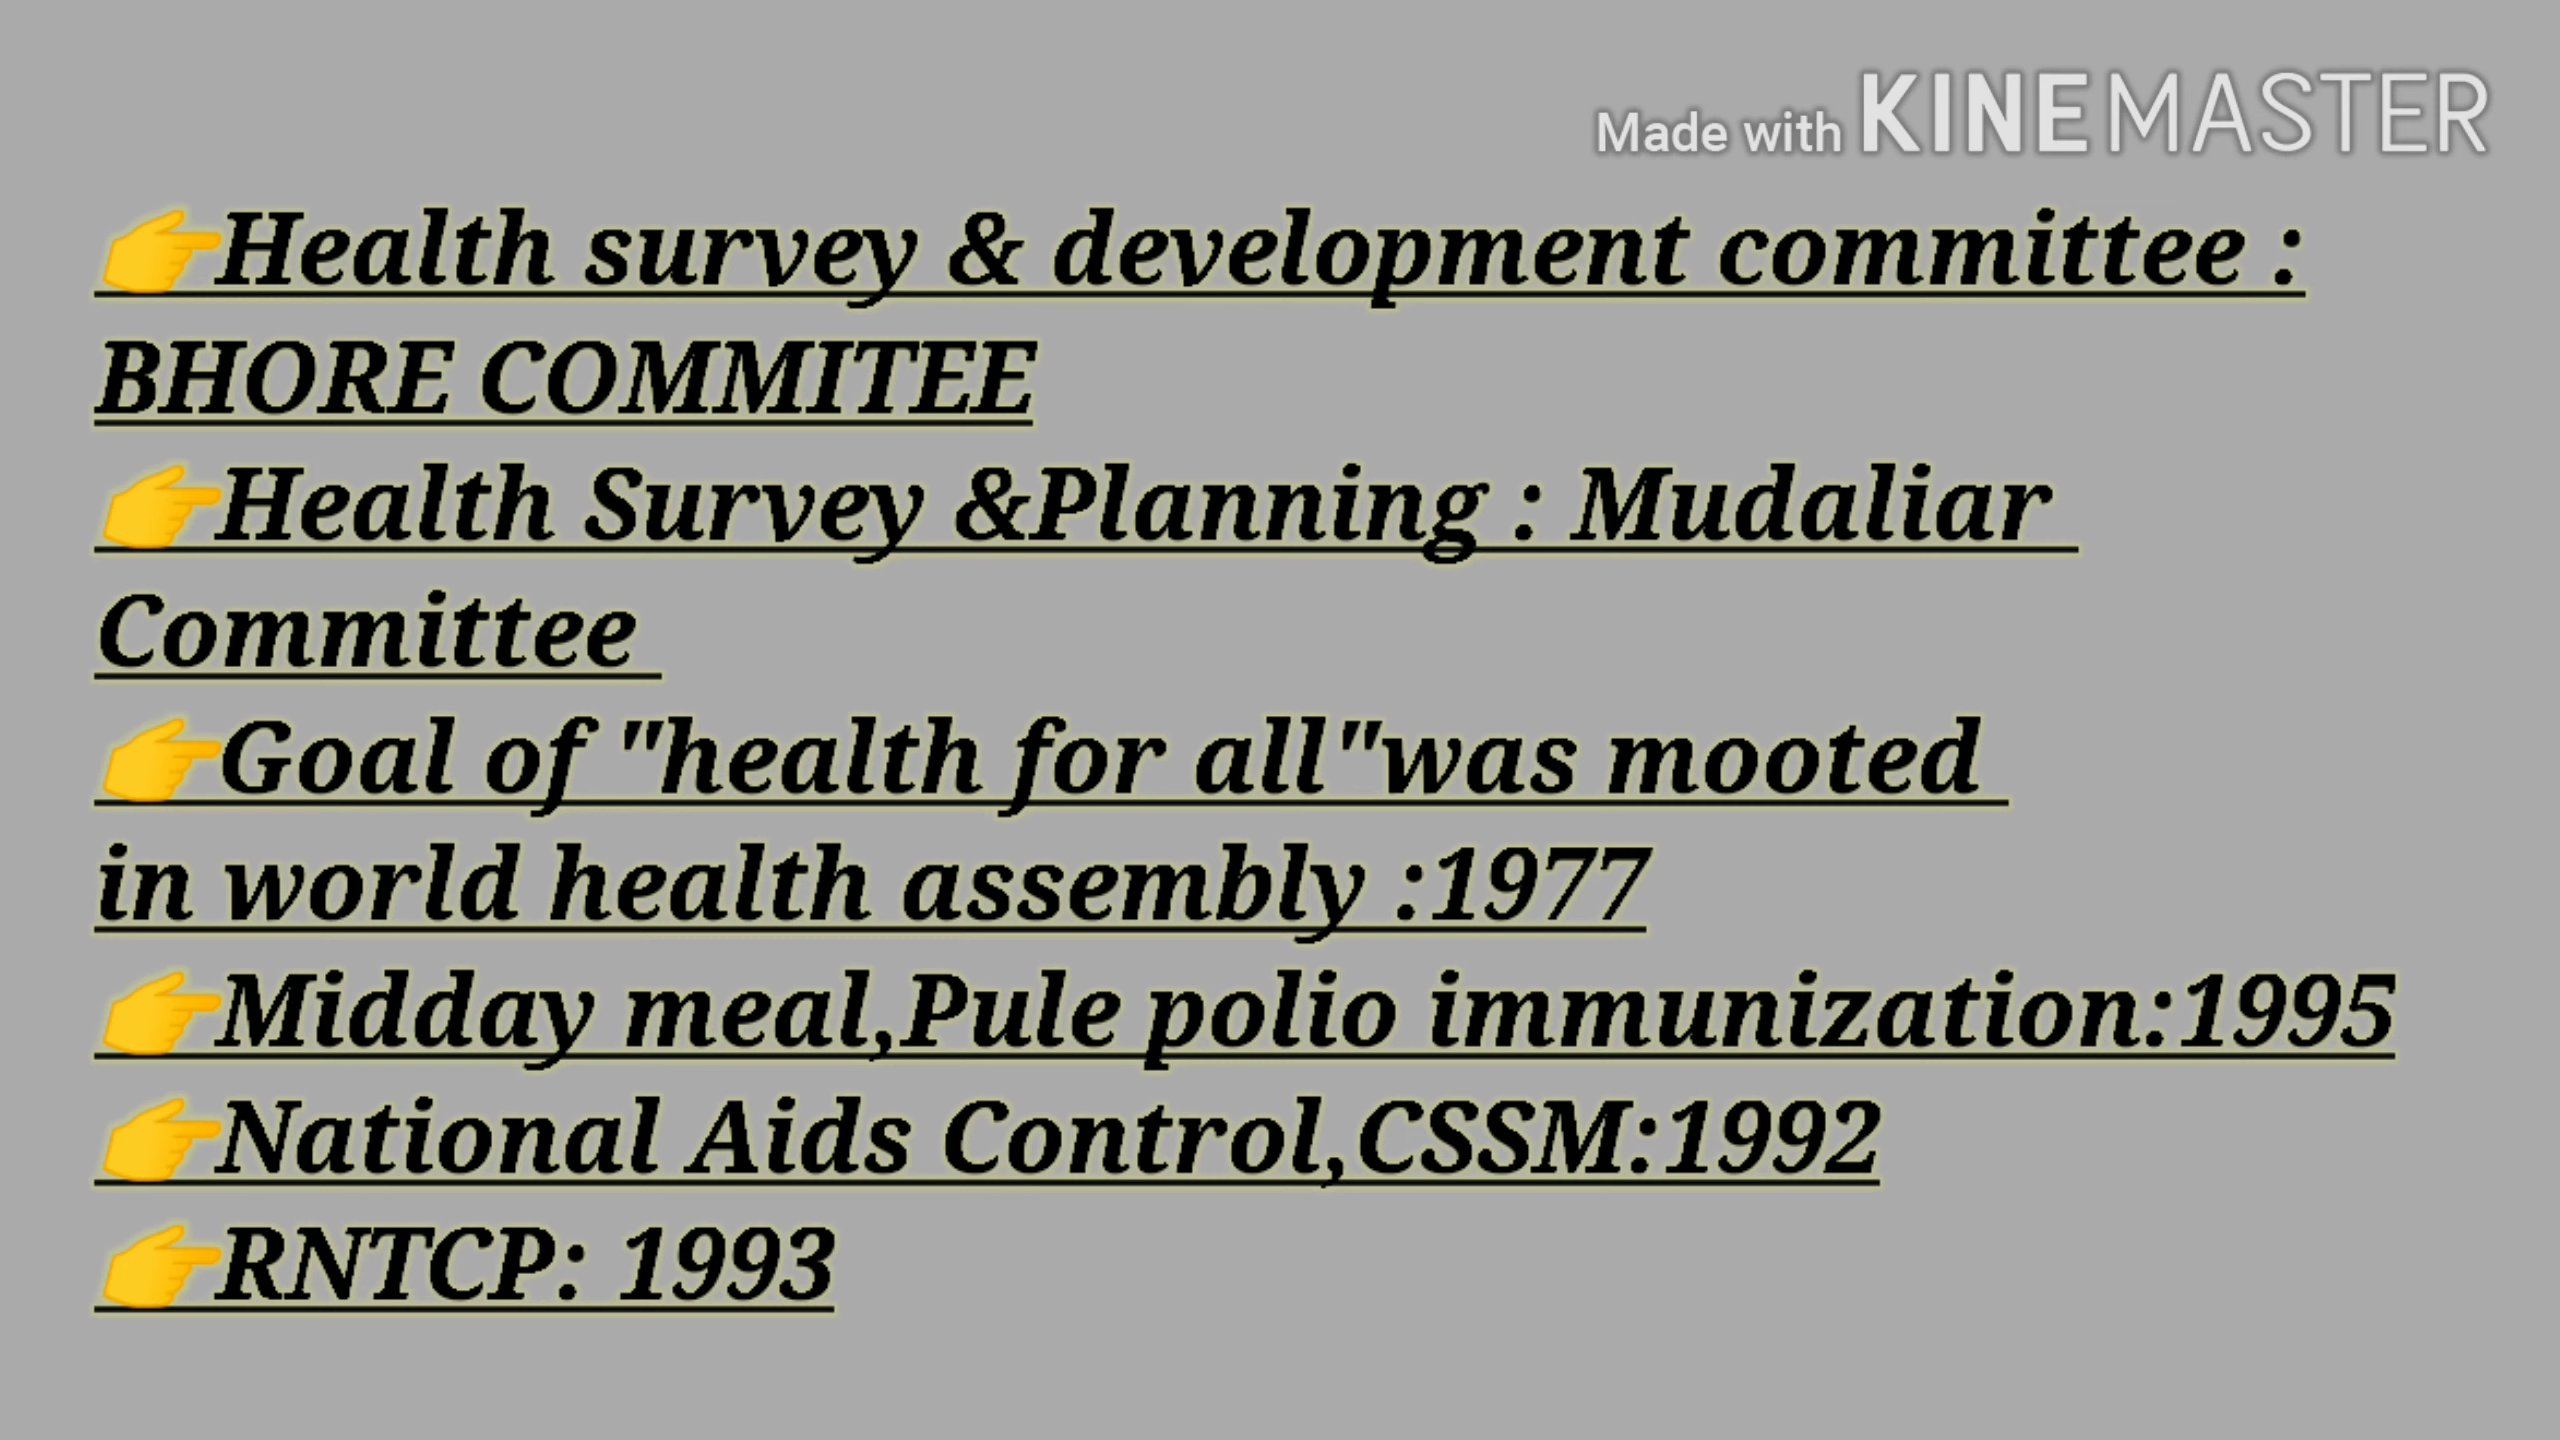 Made with KINEMASTER
👉Health survey & development committee :
BHORE COMMITEE
👉Health Survey &Planning : Mudaliar
Committee
👉Goal of "health for all"was mooted
in world health assembly :1977
👉Midday meal,Pule polio immunization:1995
👉National Aids Control,CSSM:1992
👉RNTCP: 1993